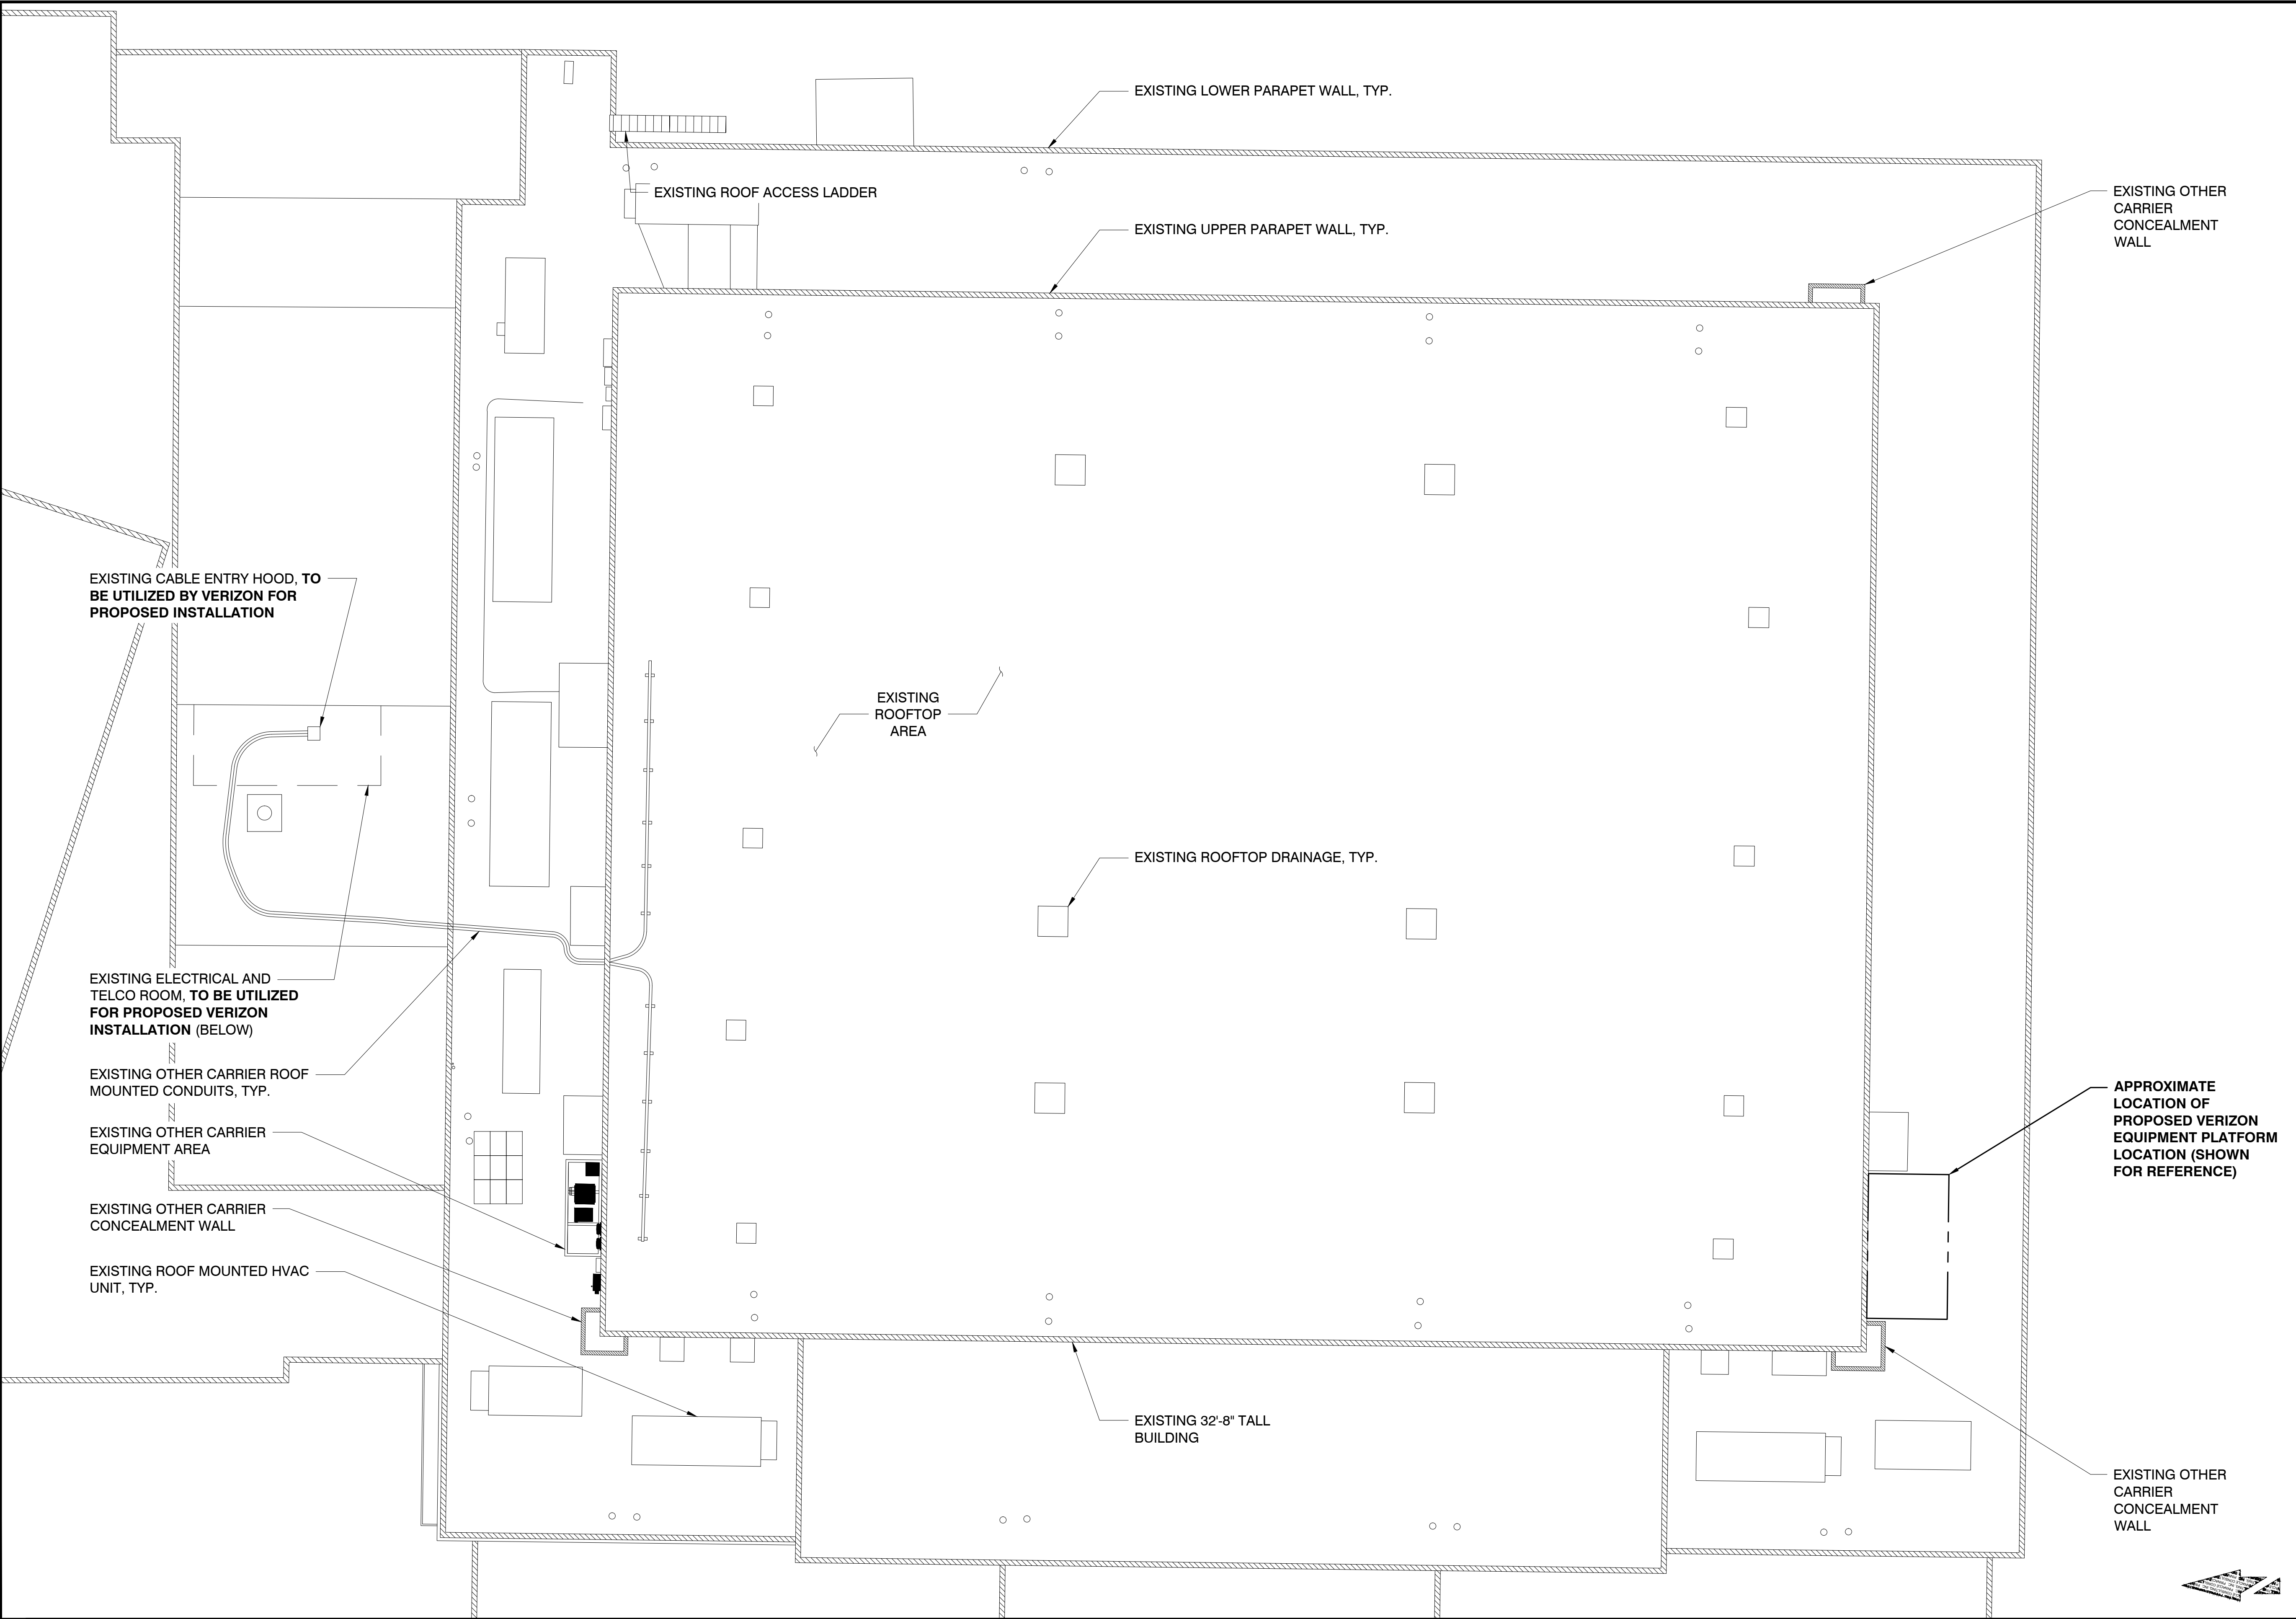 EXISTING LOWER PARAPET WALL, TYP.
EXISTING ROOF ACCESS LADDER
EXISTING OTHER
CARRIER
CONCEALMENT
WALL
EXISTING UPPER PARAPET WALL, TYP.
EXISTING CABLE ENTRY HOOD, TO
BE UTILIZED BY VERIZON FOR
PROPOSED INSTALLATION
EXISTING
ROOFTOP
AREA
EXISTING ROOFTOP DRAINAGE, TYP.
EXISTING ELECTRICAL AND
TELCO ROOM, TO BE UTILIZED
FOR PROPOSED VERIZON
INSTALLATION (BELOW)
EXISTING OTHER CARRIER ROOF
MOUNTED CONDUITS, TYP.
EXISTING OTHER CARRIER
EQUIPMENT AREA
EXISTING OTHER CARRIER
CONCEALMENT WALL
EXISTING ROOF MOUNTED HVAC
UNIT, TYP.
APPROXIMATE
LOCATION OF
PROPOSED VERIZON
EQUIPMENT PLATFORM
LOCATION (SHOWN
FOR REFERENCE)
EXISTING 32'-8" TALL
BUILDING
EXISTING OTHER
CARRIER
CONCEALMENT
WALL